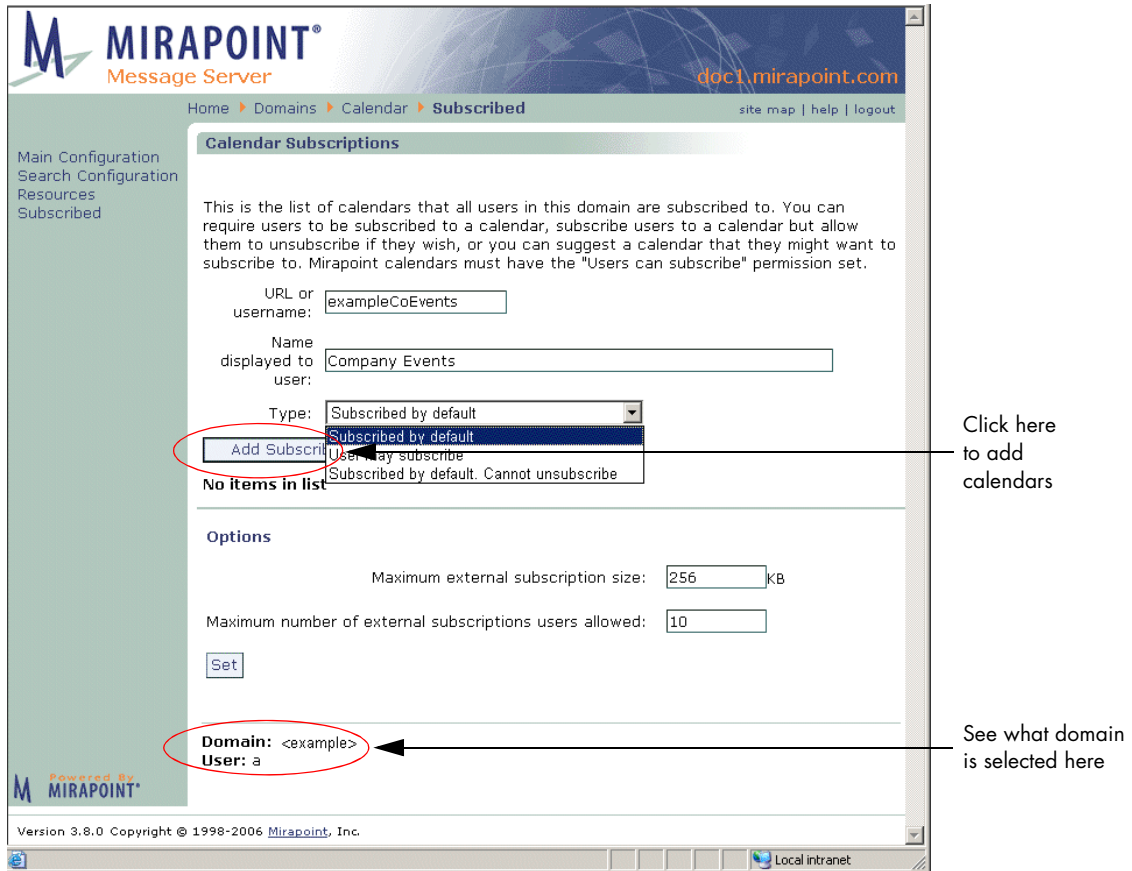 MIRAPOINT®
Message Server
doc1.mirapoint.com
Home Domains Calendar Subscribed
site map | help | logout
Main Configuration
Search Configuration
Resources
Subscribed
Calendar Subscriptions
This is the list of calendars that all users in this domain are subscribed to. You can
require users to be subscribed to a calendar, subscribe users to a calendar but allow
them to unsubscribe if they wish, or you can suggest a calendar that they might want to
subscribe to. Mirapoint calendars must have the "Users can subscribe" permission set.
URL or
username:
exampleCoEvents
Name
displayed to
user:
Company Events
Type:
Subscribed by default
Subscribed by default
User may subscribe
Subscribed by default. Cannot unsubscribe
Add Subscri
No items in list
Click here
to add
calendars
Options
Maximum external subscription size: 256 KB
Maximum number of external subscriptions users allowed: 10
Set
Domain: <example>
User: a
See what domain
is selected here
Powered By
MIRAPOINT
Version 3.8.0 Copyright © 1998-2006 Mirapoint, Inc.
Local intranet